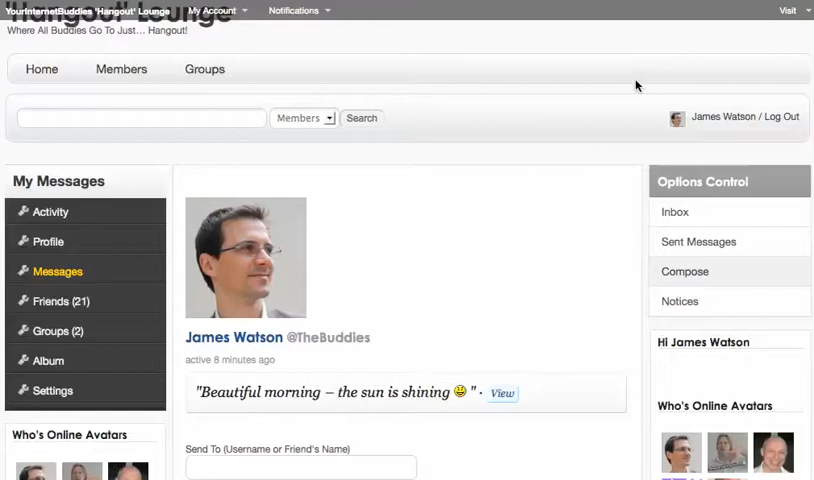 "Hangout" Lounge
YourInternetBuddies 'Hangout' Lounge My Account Notifications Visit
Where All Buddies Go To Just… Hangout!
Home Members Groups
Members Search
James Watson / Log Out
My Messages
Activity
Profile
Messages
Friends (21)
Groups (2)
Album
Settings
Who's Online Avatars
James Watson @TheBuddies
active 8 minutes ago
"Beautiful morning – the sun is shining 😀 " · View
Send To (Username or Friend's Name)
Options Control
Inbox
Sent Messages
Compose
Notices
Hi James Watson
Who's Online Avatars